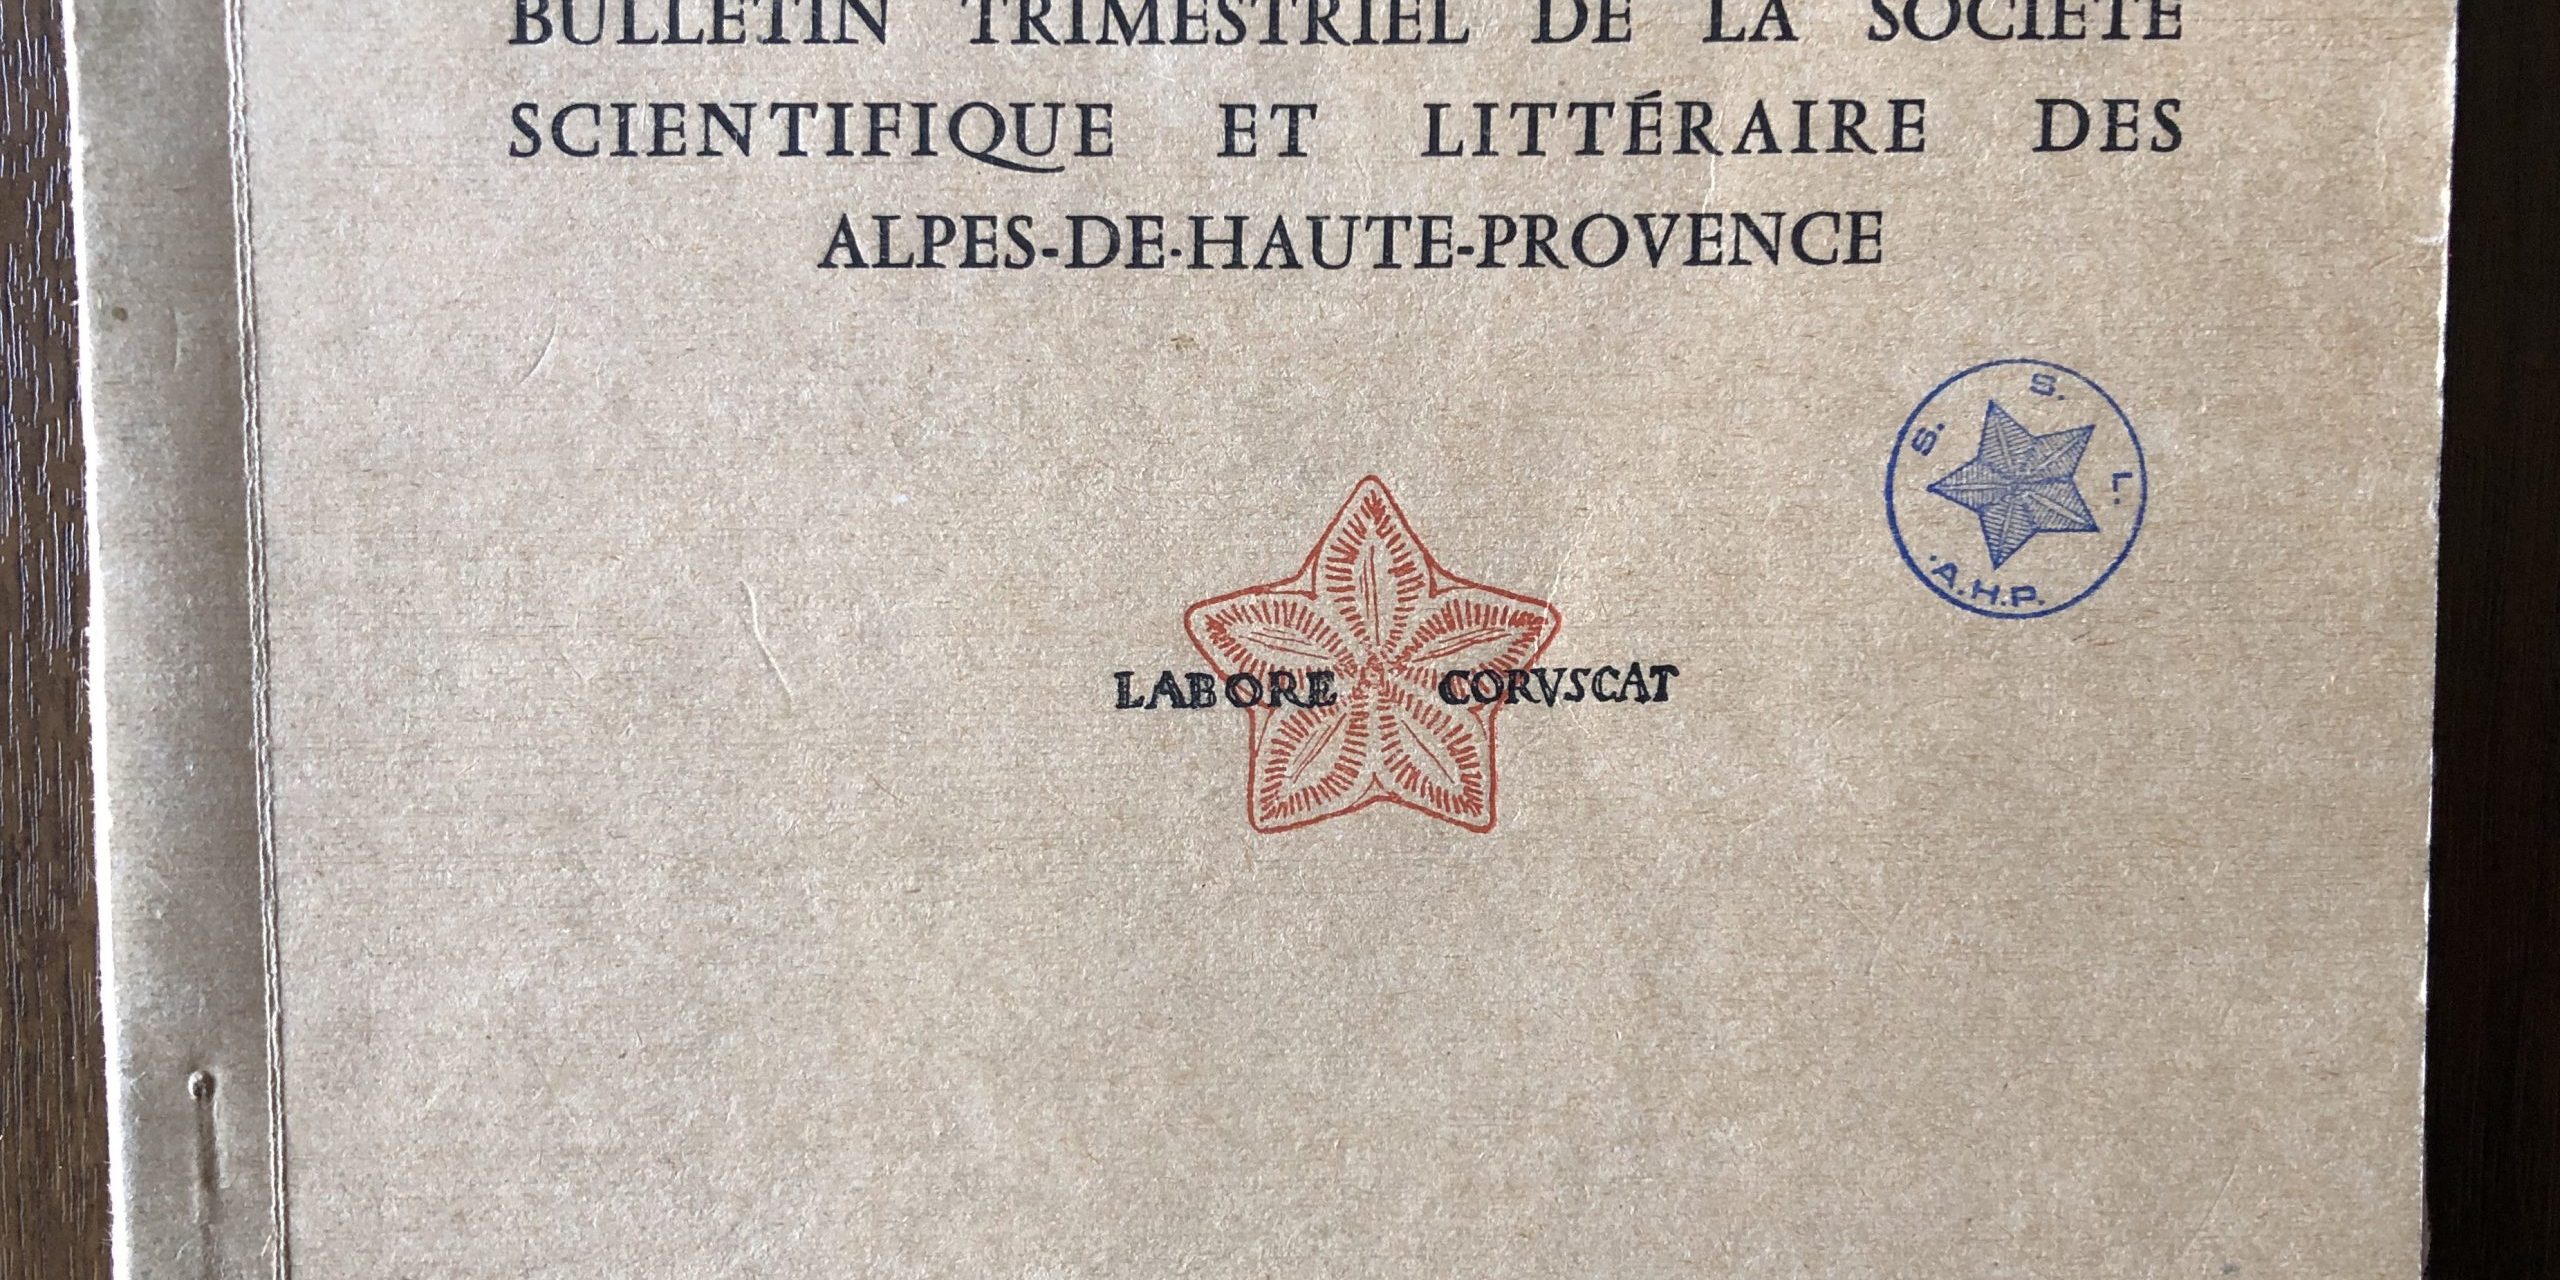 BULLETIN TRIMESTRIEL DE LA SOCIÉTÉ
SCIENTIFIQUE ET LITTÉRAIRE DES
ALPES-DE-HAUTE-PROVENCE
S. S. L.
·A.H.P.
LABORE CORVSCAT